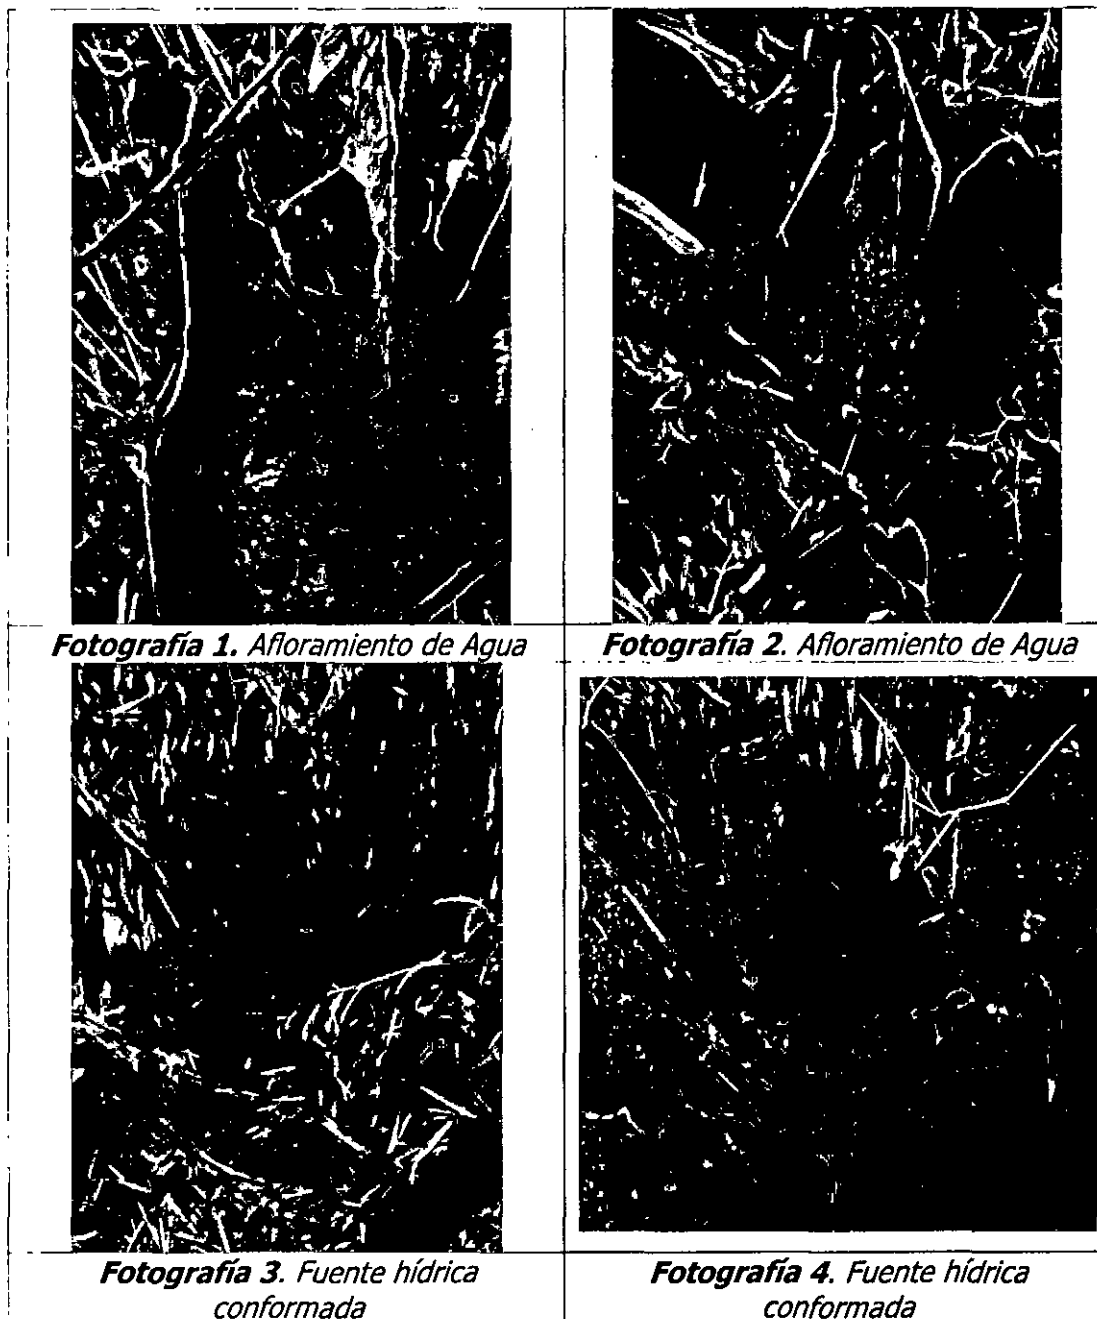 Fotografía 1. Afloramiento de Agua
Fotografía 2. Afloramiento de Agua
Fotografía 3. Fuente hídrica
conformada
Fotografía 4. Fuente hídrica
conformada